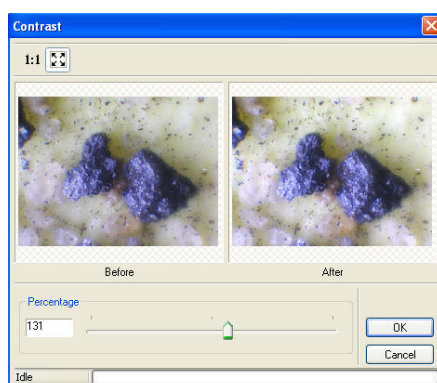 Contrast
1:1
Before
After
Percentage
131
OK
Cancel
Idle